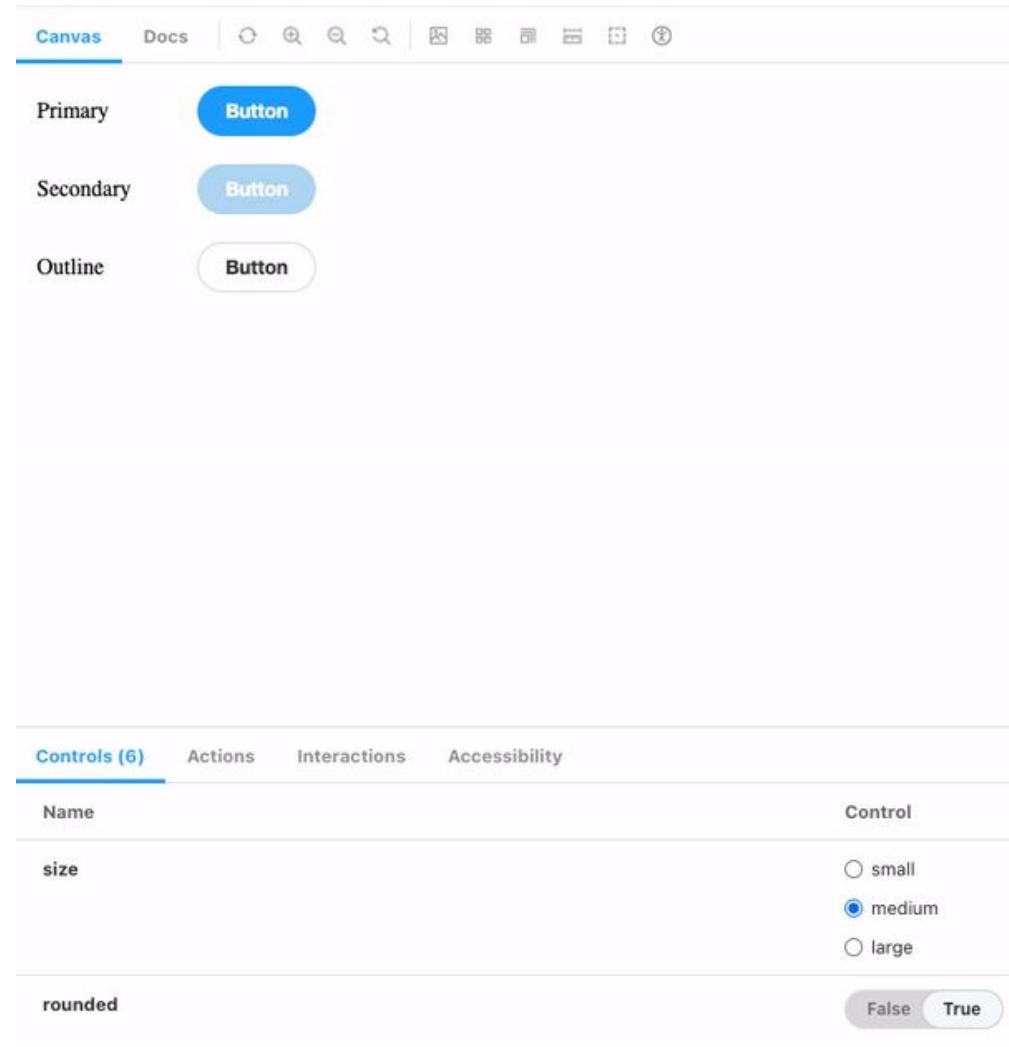 Canvas Docs
Primary Button
Secondary Button
Outline Button
Controls (6) Actions Interactions Accessibility
Name Control
size small
medium
large
rounded False True